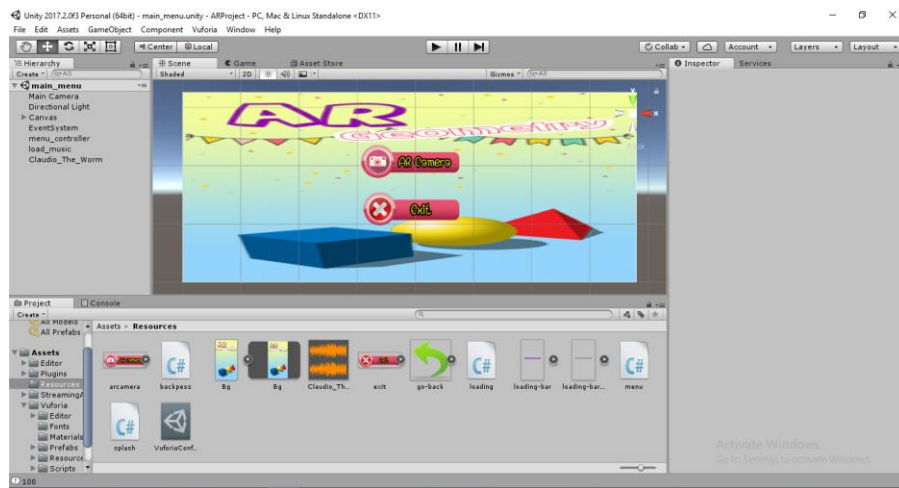 Unity 2017.2.0f3 Personal (64bit) - main_menu.unity - ARProject - PC, Mac & Linux Standalone <DX11>
File Edit Assets GameObject Component Vuforia Window Help
Center Local Collab Account Layers Layout
Hierarchy Scene Game Asset Store Inspector Services
Create All Shaded 2D Gizmos All
main_menu
Main Camera
Directional Light
Canvas
EventSystem
menu_controller
load_music
Claudio_The_Worm
AR
Geometry
AR Camera
Exit
Project Console
Create
All Models
All Prefabs
Assets > Resources
Assets
Editor
Plugins
Resources
StreamingA
Vuforia
Editor
Fonts
Materials
Prefabs
Resource
Scripts
arcamera backpess Bg Bg Claudio_Th... exit go-back loading loading-bar loading-bar... menu
splash VuforiaConf...
Activate Windows
Go to Settings to activate Windows.
100